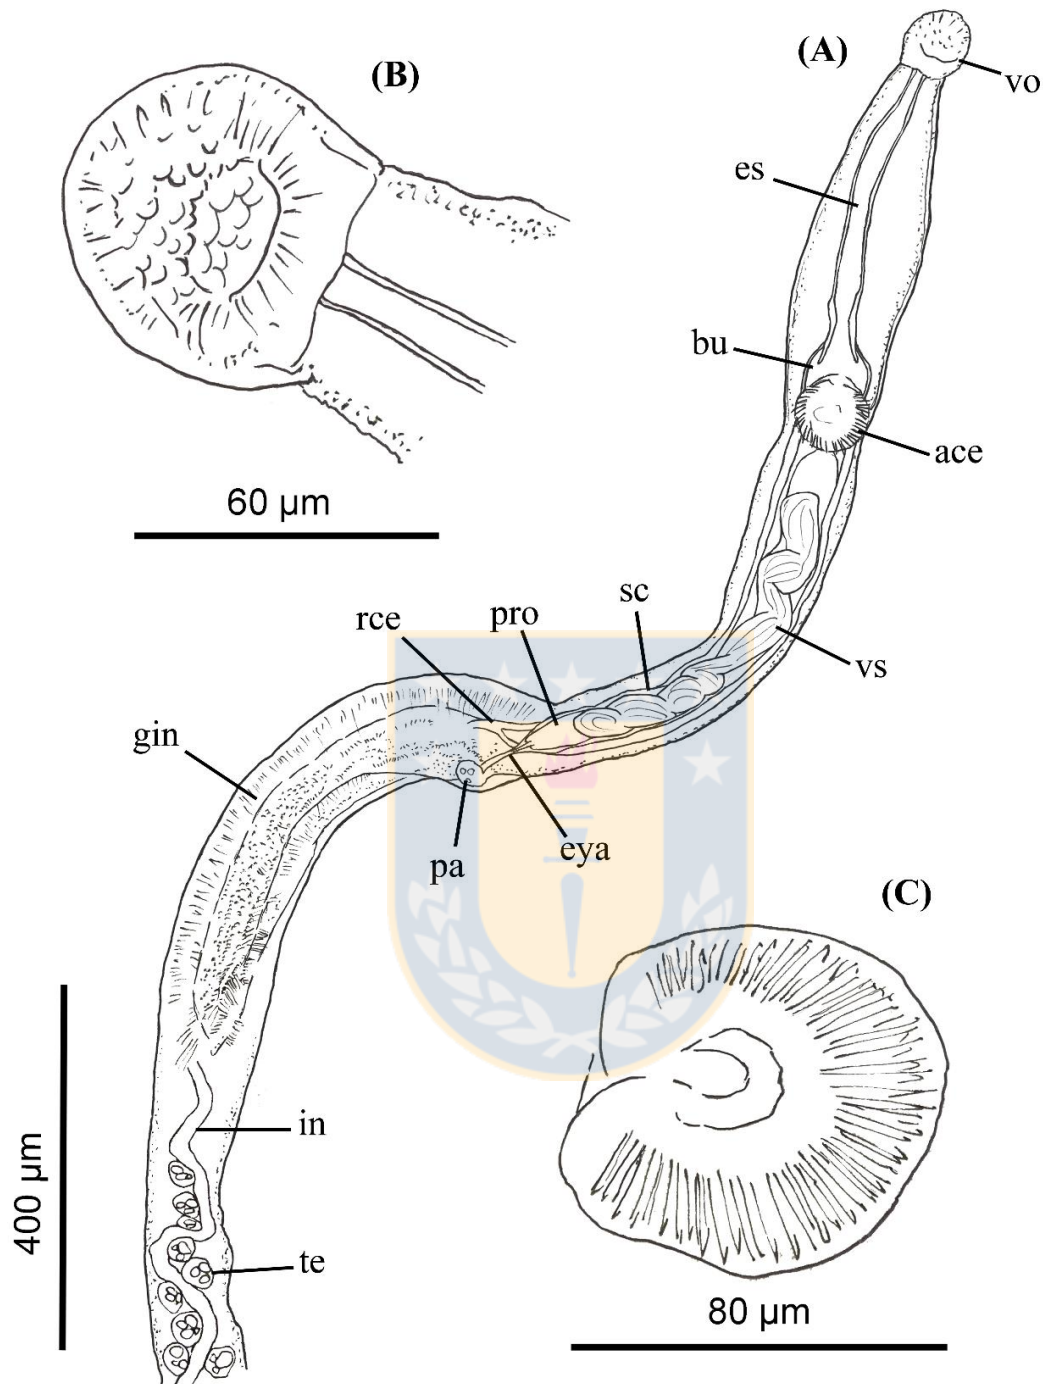 (A)
(B)
vo
es
bu
ace
60 µm
sc
rce
pro
vs
gin
eya
pa
(C)
in
400 µm
te
80 µm